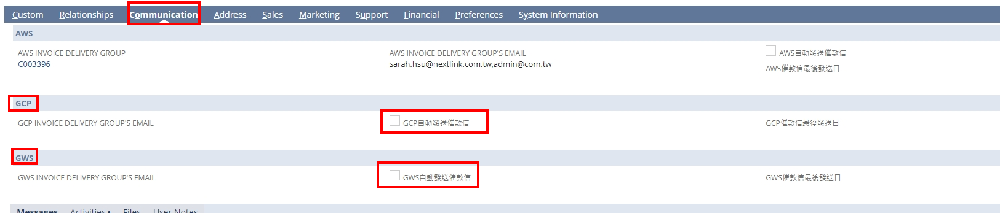 Custom Relationships Communication Address Sales Marketing Support Financial Preferences System Information
AWS
AWS INVOICE DELIVERY GROUP AWS INVOICE DELIVERY GROUP'S EMAIL AWS自動發送催款信
C003396 sarah.hsu@nextlink.com.tw,admin@com.tw AWS催款信最後發送日
GCP
GCP INVOICE DELIVERY GROUP'S EMAIL GCP自動發送催款信 GCP催款信最後發送日
GWS
GWS INVOICE DELIVERY GROUP'S EMAIL GWS自動發送催款信 GWS催款信最後發送日
Messages Activities • Files User Notes